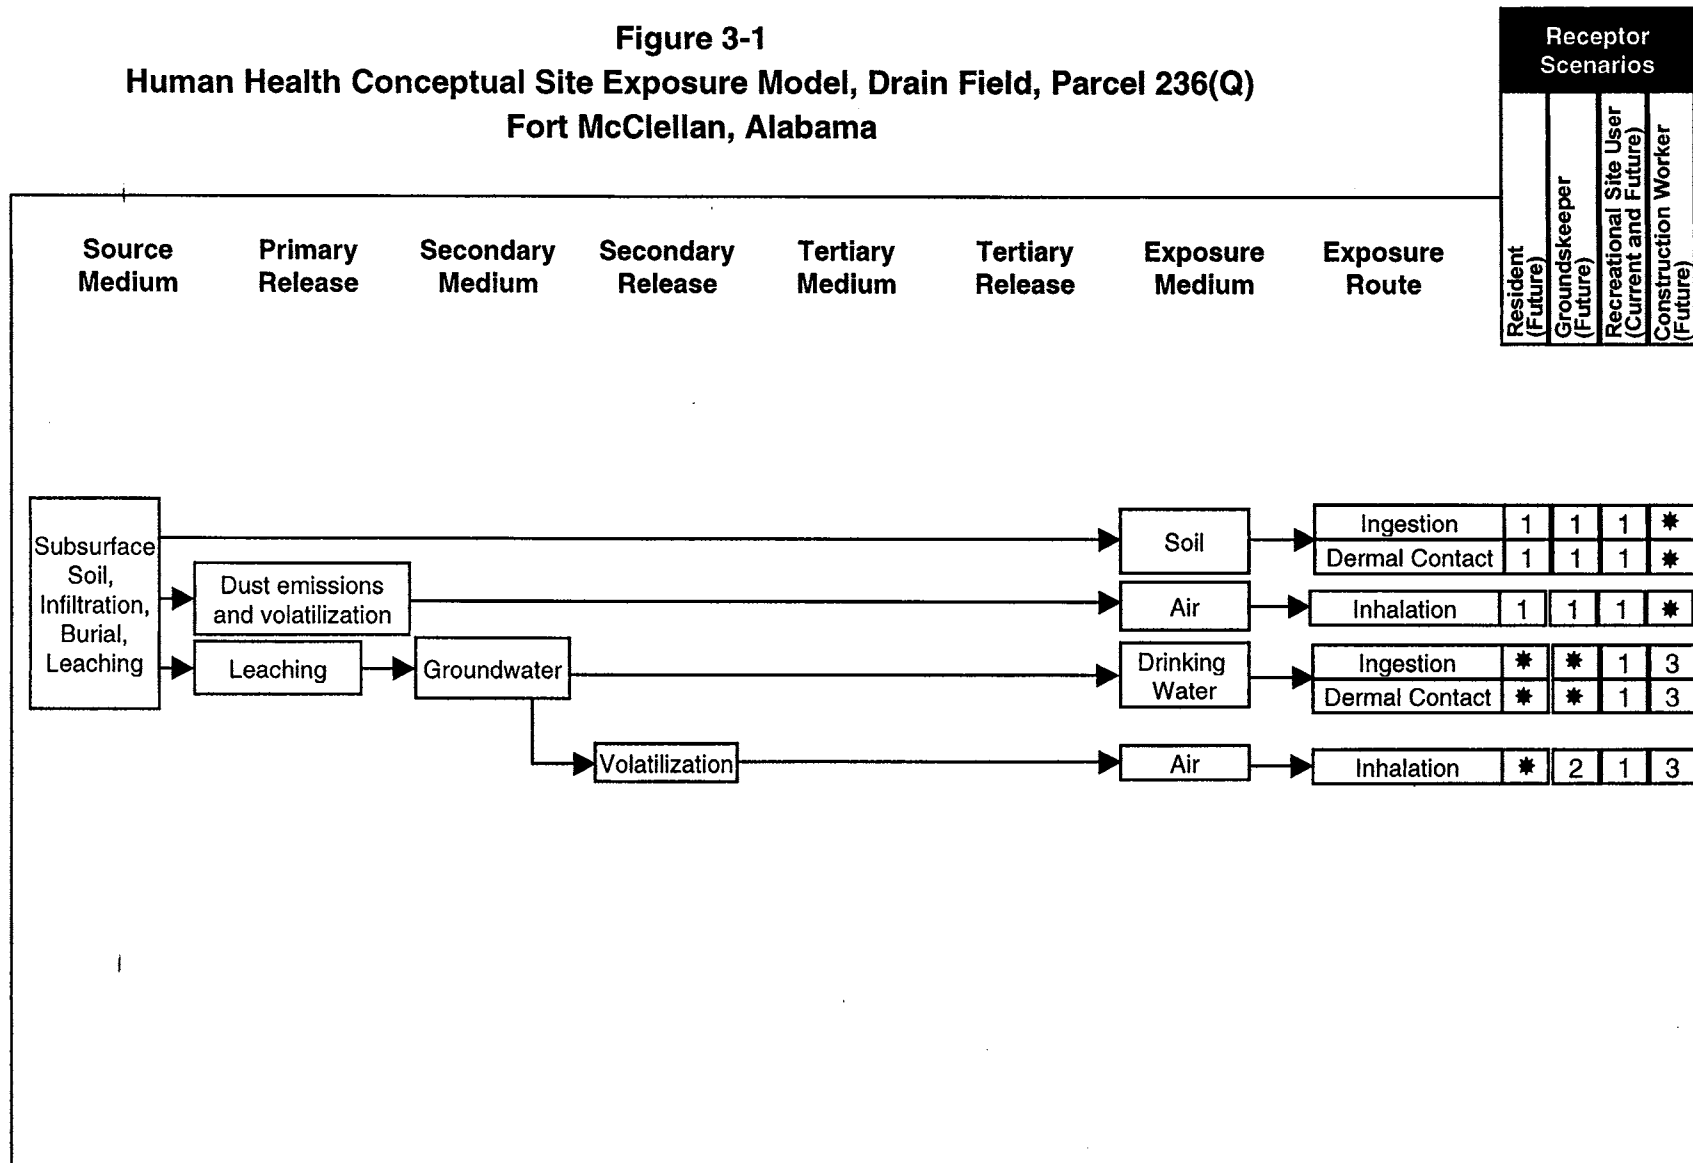 Figure 3-1
Human Health Conceptual Site Exposure Model, Drain Field, Parcel 236(Q)
Fort McClellan, Alabama
Receptor
Scenarios
Resident
(Future)
Groundskeeper
(Future)
Recreational Site User
(Current and Future)
Construction Worker
(Future)
Source
Medium
Primary
Release
Secondary
Medium
Secondary
Release
Tertiary
Medium
Tertiary
Release
Exposure
Medium
Exposure
Route
Subsurface
Soil,
Infiltration,
Burial,
Leaching
Soil
Ingestion 1 1 1 *
Dermal Contact 1 1 1 *
Dust emissions
and volatilization
Air
Inhalation 1 1 1 *
Leaching
Groundwater
Drinking
Water
Ingestion * * 1 3
Dermal Contact * * 1 3
Volatilization
Air
Inhalation * 2 1 3